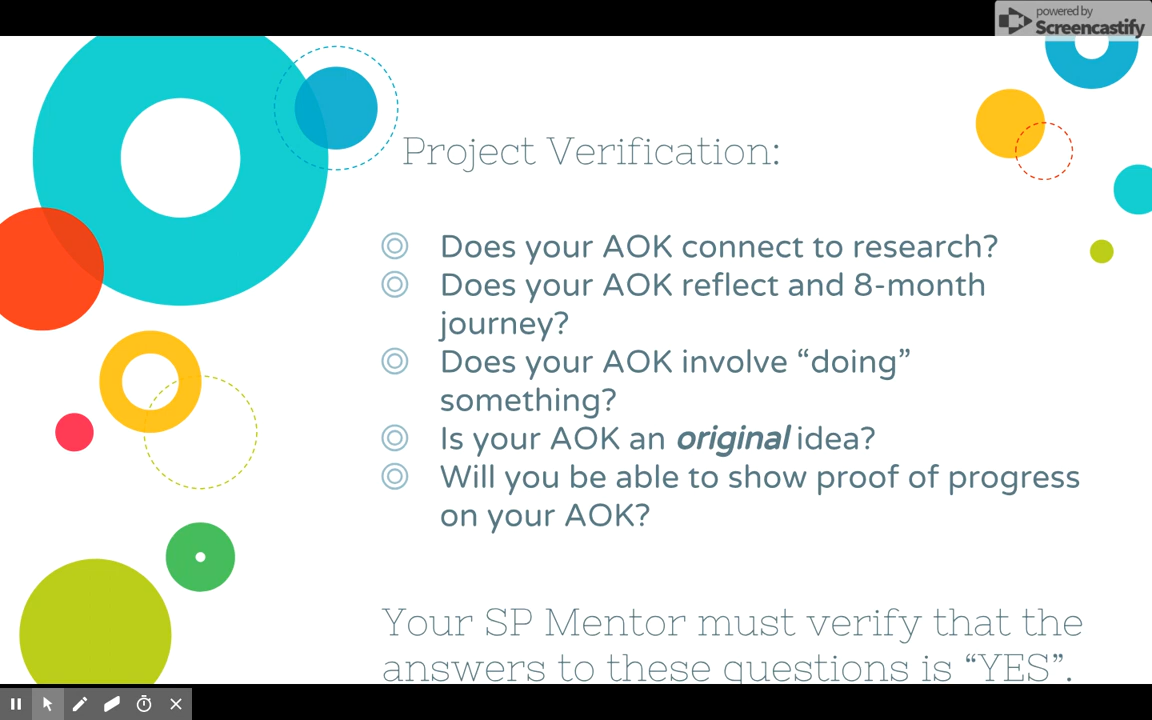 powered by
Screencastify
Project Verification:
Does your AOK connect to research?
Does your AOK reflect and 8-month
journey?
Does your AOK involve “doing”
something?
Is your AOK an original idea?
Will you be able to show proof of progress
on your AOK?
Your SP Mentor must verify that the
answers to these questions is “YES”.